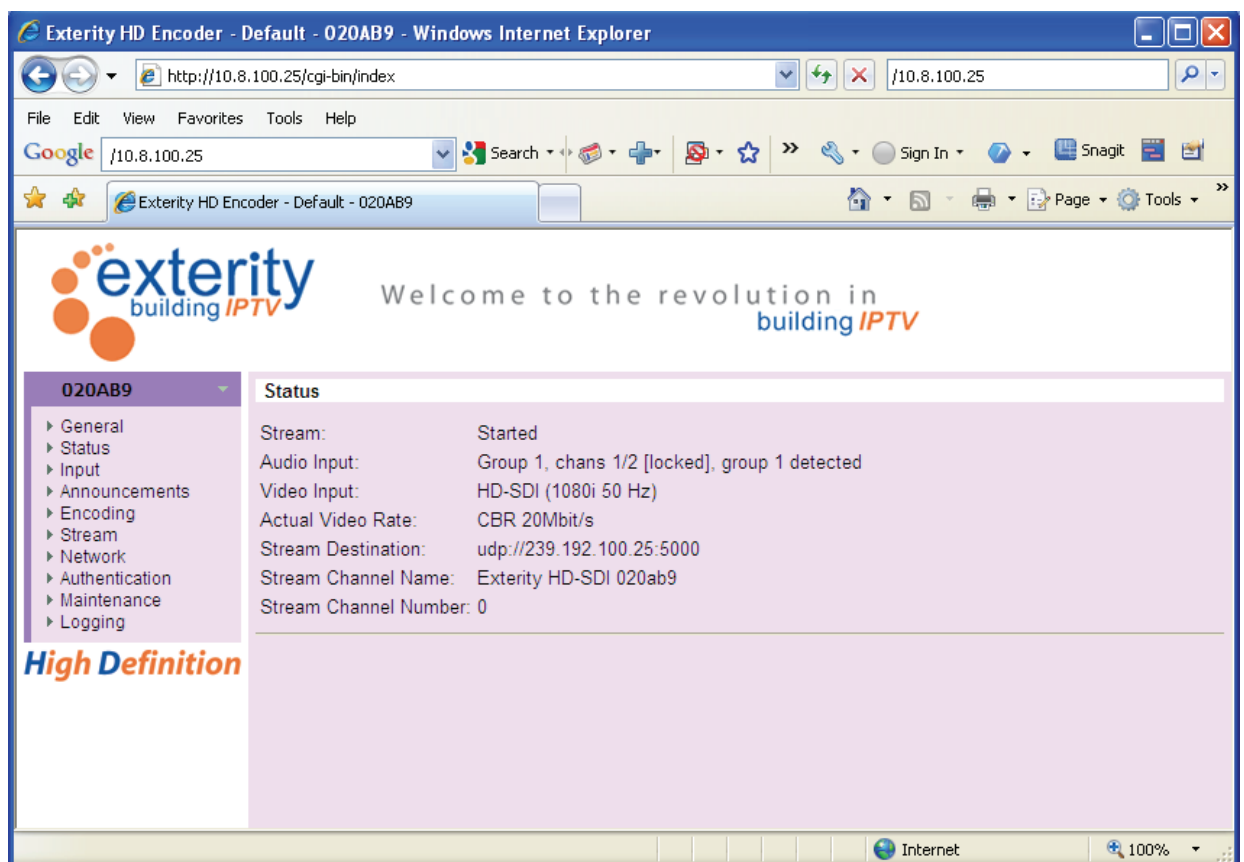 Exterity HD Encoder - Default - 020AB9 - Windows Internet Explorer
http://10.8.100.25/cgi-bin/index
/10.8.100.25
File Edit View Favorites Tools Help
Google /10.8.100.25 Search Sign In Snagit
Exterity HD Encoder - Default - 020AB9 Page Tools
exterity
building IPTV
Welcome to the revolution in
building IPTV
020AB9
General
Status
Input
Announcements
Encoding
Stream
Network
Authentication
Maintenance
Logging
High Definition
Status
Stream: Started
Audio Input: Group 1, chans 1/2 [locked], group 1 detected
Video Input: HD-SDI (1080i 50 Hz)
Actual Video Rate: CBR 20Mbit/s
Stream Destination: udp://239.192.100.25:5000
Stream Channel Name: Exterity HD-SDI 020ab9
Stream Channel Number: 0
Internet 100%